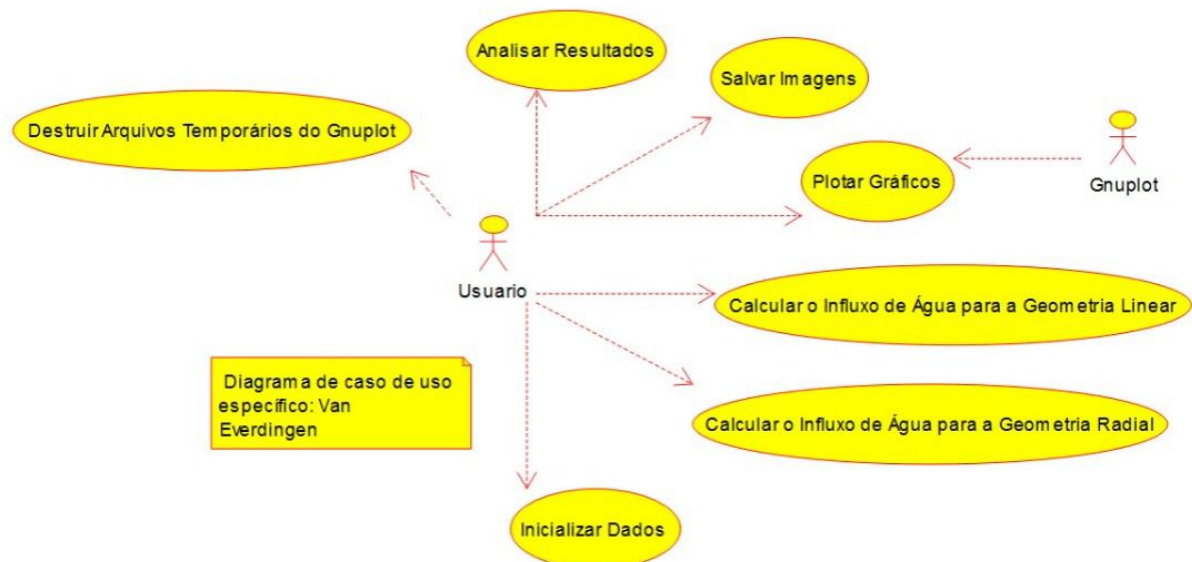 Analisar Resultados
Salvar Imagens
Destruir Arquivos Temporários do Gnuplot
Plotar Gráficos
Gnuplot
Usuario
Calcular o Influxo de Água para a Geometria Linear
Diagrama de caso de uso
específico: Van
Everdingen
Calcular o Influxo de Água para a Geometria Radial
Inicializar Dados